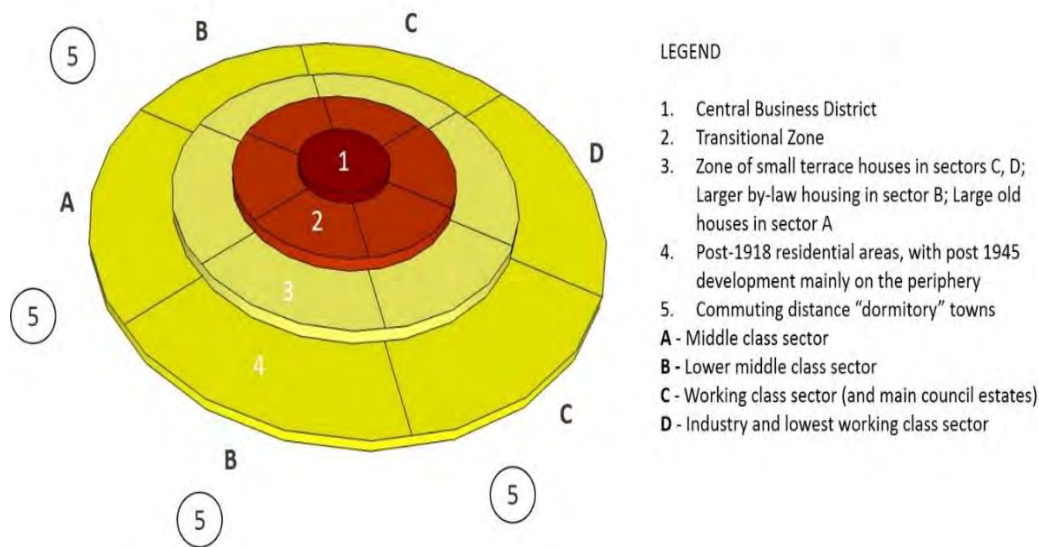 B
C
5
A
D
1
2
3
4
5
B
C
5
5
LEGEND
1. Central Business District
2. Transitional Zone
3. Zone of small terrace houses in sectors C, D;
Larger by-law housing in sector B; Large old
houses in sector A
4. Post-1918 residential areas, with post 1945
development mainly on the periphery
5. Commuting distance “dormitory” towns
A - Middle class sector
B - Lower middle class sector
C - Working class sector (and main council estates)
D - Industry and lowest working class sector